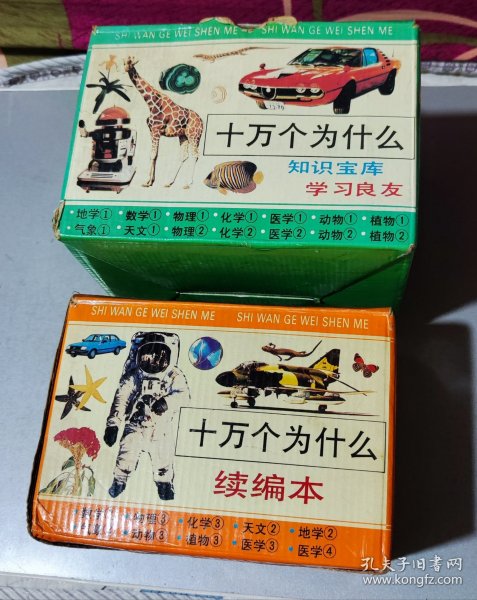 SHI WAN GE WEI SHEN ME SHI WAN GE WEI SHEN ME
十万个为什么
知识宝库
学习良友
·地学① ·数学① ·物理① ·化学① ·医学① ·动物① ·植物①
·气象① ·天文① ·物理② ·化学② ·医学② ·动物② ·植物②
SHI WAN GE WEI SHEN ME SHI WAN GE WEI SHEN ME
十万个为什么
续编本
数学 物理③ ·化学③ ·天文② ·地学②
·动物③ ·植物③ ·医学③ ·医学④
孔夫子旧书网
www.kongfz.com